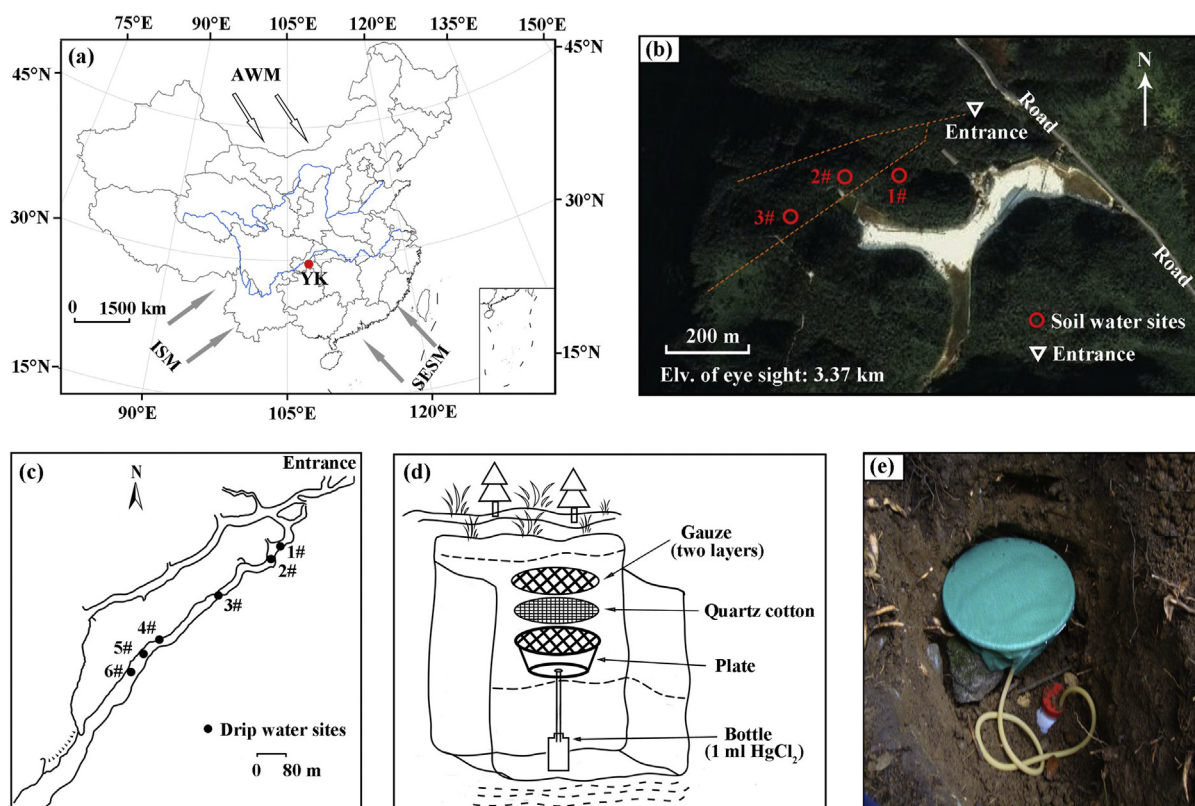 75°E 90°E 105°E 120°E 135°E 150°E
(a)
45°N
45°N
AWM
30°N
30°N
YK
0 1500 km
ISM
SESM
15°N
15°N
90°E 105°E 120°E
(b)
N
Road
Entrance
2#
1#
3#
Road
200 m
Soil water sites
Entrance
Elv. of eye sight: 3.37 km
(c)
N
Entrance
1#
2#
3#
4#
5#
6#
Drip water sites
0 80 m
(d)
Gauze
(two layers)
Quartz cotton
Plate
Bottle
(1 ml HgCl₂)
(e)